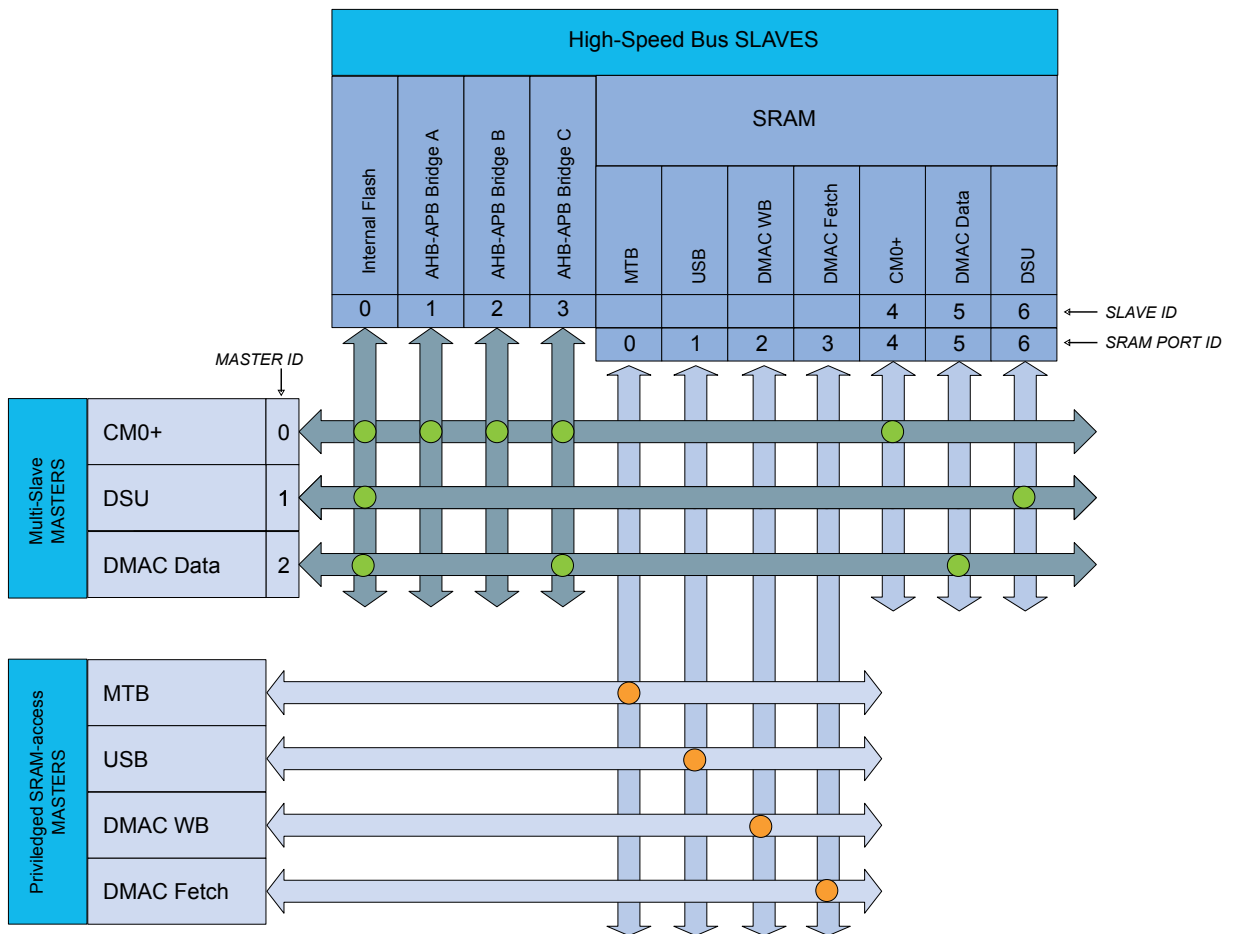 High-Speed Bus SLAVES
SRAM
Internal Flash
AHB-APB Bridge A
AHB-APB Bridge B
AHB-APB Bridge C
MTB
USB
DMAC WB
DMAC Fetch
CM0+
DMAC Data
DSU
0 1 2 3 4 5 6 SLAVE ID
0 1 2 3 4 5 6 SRAM PORT ID
MASTER ID
Multi-Slave
MASTERS
CM0+ 0
DSU 1
DMAC Data 2
Priviledged SRAM-access
MASTERS
MTB
USB
DMAC WB
DMAC Fetch